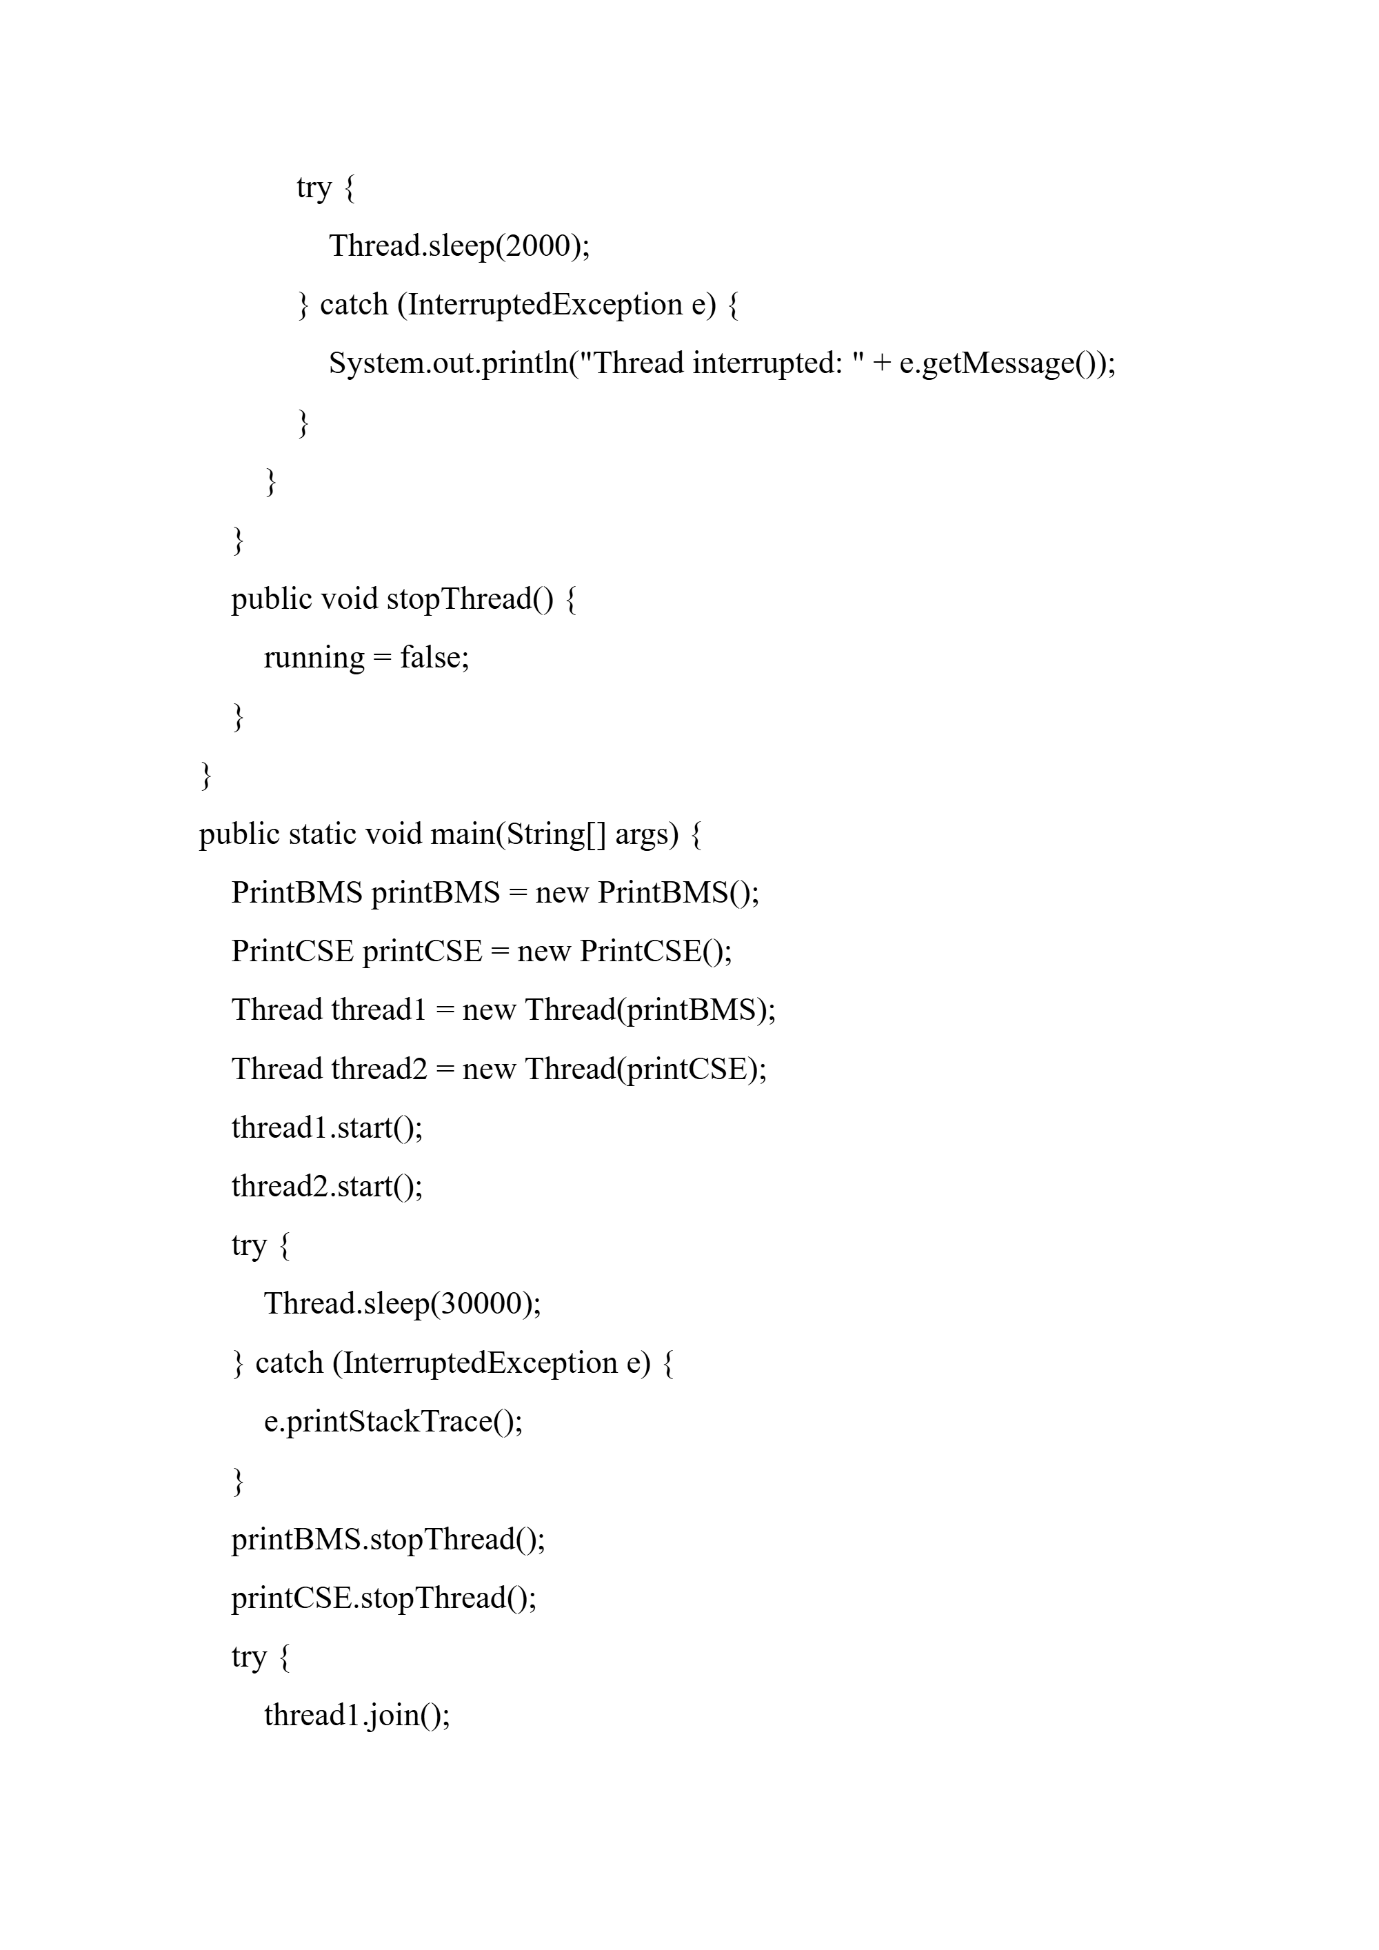 try {
Thread.sleep(2000);
} catch (InterruptedException e) {
System.out.println("Thread interrupted: " + e.getMessage());
}
}
}
public void stopThread() {
running = false;
}
}
public static void main(String[] args) {
PrintBMS printBMS = new PrintBMS();
PrintCSE printCSE = new PrintCSE();
Thread thread1 = new Thread(printBMS);
Thread thread2 = new Thread(printCSE);
thread1.start();
thread2.start();
try {
Thread.sleep(30000);
} catch (InterruptedException e) {
e.printStackTrace();
}
printBMS.stopThread();
printCSE.stopThread();
try {
thread1.join();